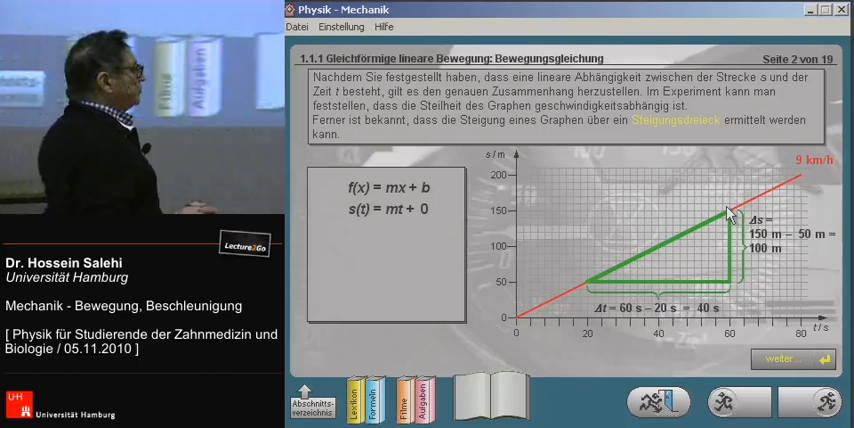 Physik - Mechanik
Datei Einstellung Hilfe
1.1.1 Gleichförmige lineare Bewegung: Bewegungsgleichung
Seite 2 von 19
Nachdem Sie festgestellt haben, dass eine lineare Abhängigkeit zwischen der Strecke s und der
Zeit t besteht, gilt es den genauen Zusammenhang herzustellen. Im Experiment kann man
feststellen, dass die Steilheit des Graphen geschwindigkeitsabhängig ist.
Ferner ist bekannt, dass die Steigung eines Graphen über ein Steigungsdreieck ermittelt werden
kann.
f(x) = mx + b
s(t) = mt + 0
s / m
9 km/h
200
150
100
50
0
Δs =
150 m – 50 m =
100 m
Δt = 60 s – 20 s = 40 s
0 20 40 60 80
t / s
weiter...
Abschnitts-
verzeichnis.
Lexikon
Formeln
Filme
Aufgaben
Filme
Aufgaben
Lecture2Go
Dr. Hossein Salehi
Universität Hamburg
Mechanik - Bewegung, Beschleunigung
[ Physik für Studierende der Zahnmedizin und
Biologie / 05.11.2010 ]
UHH
Universität Hamburg